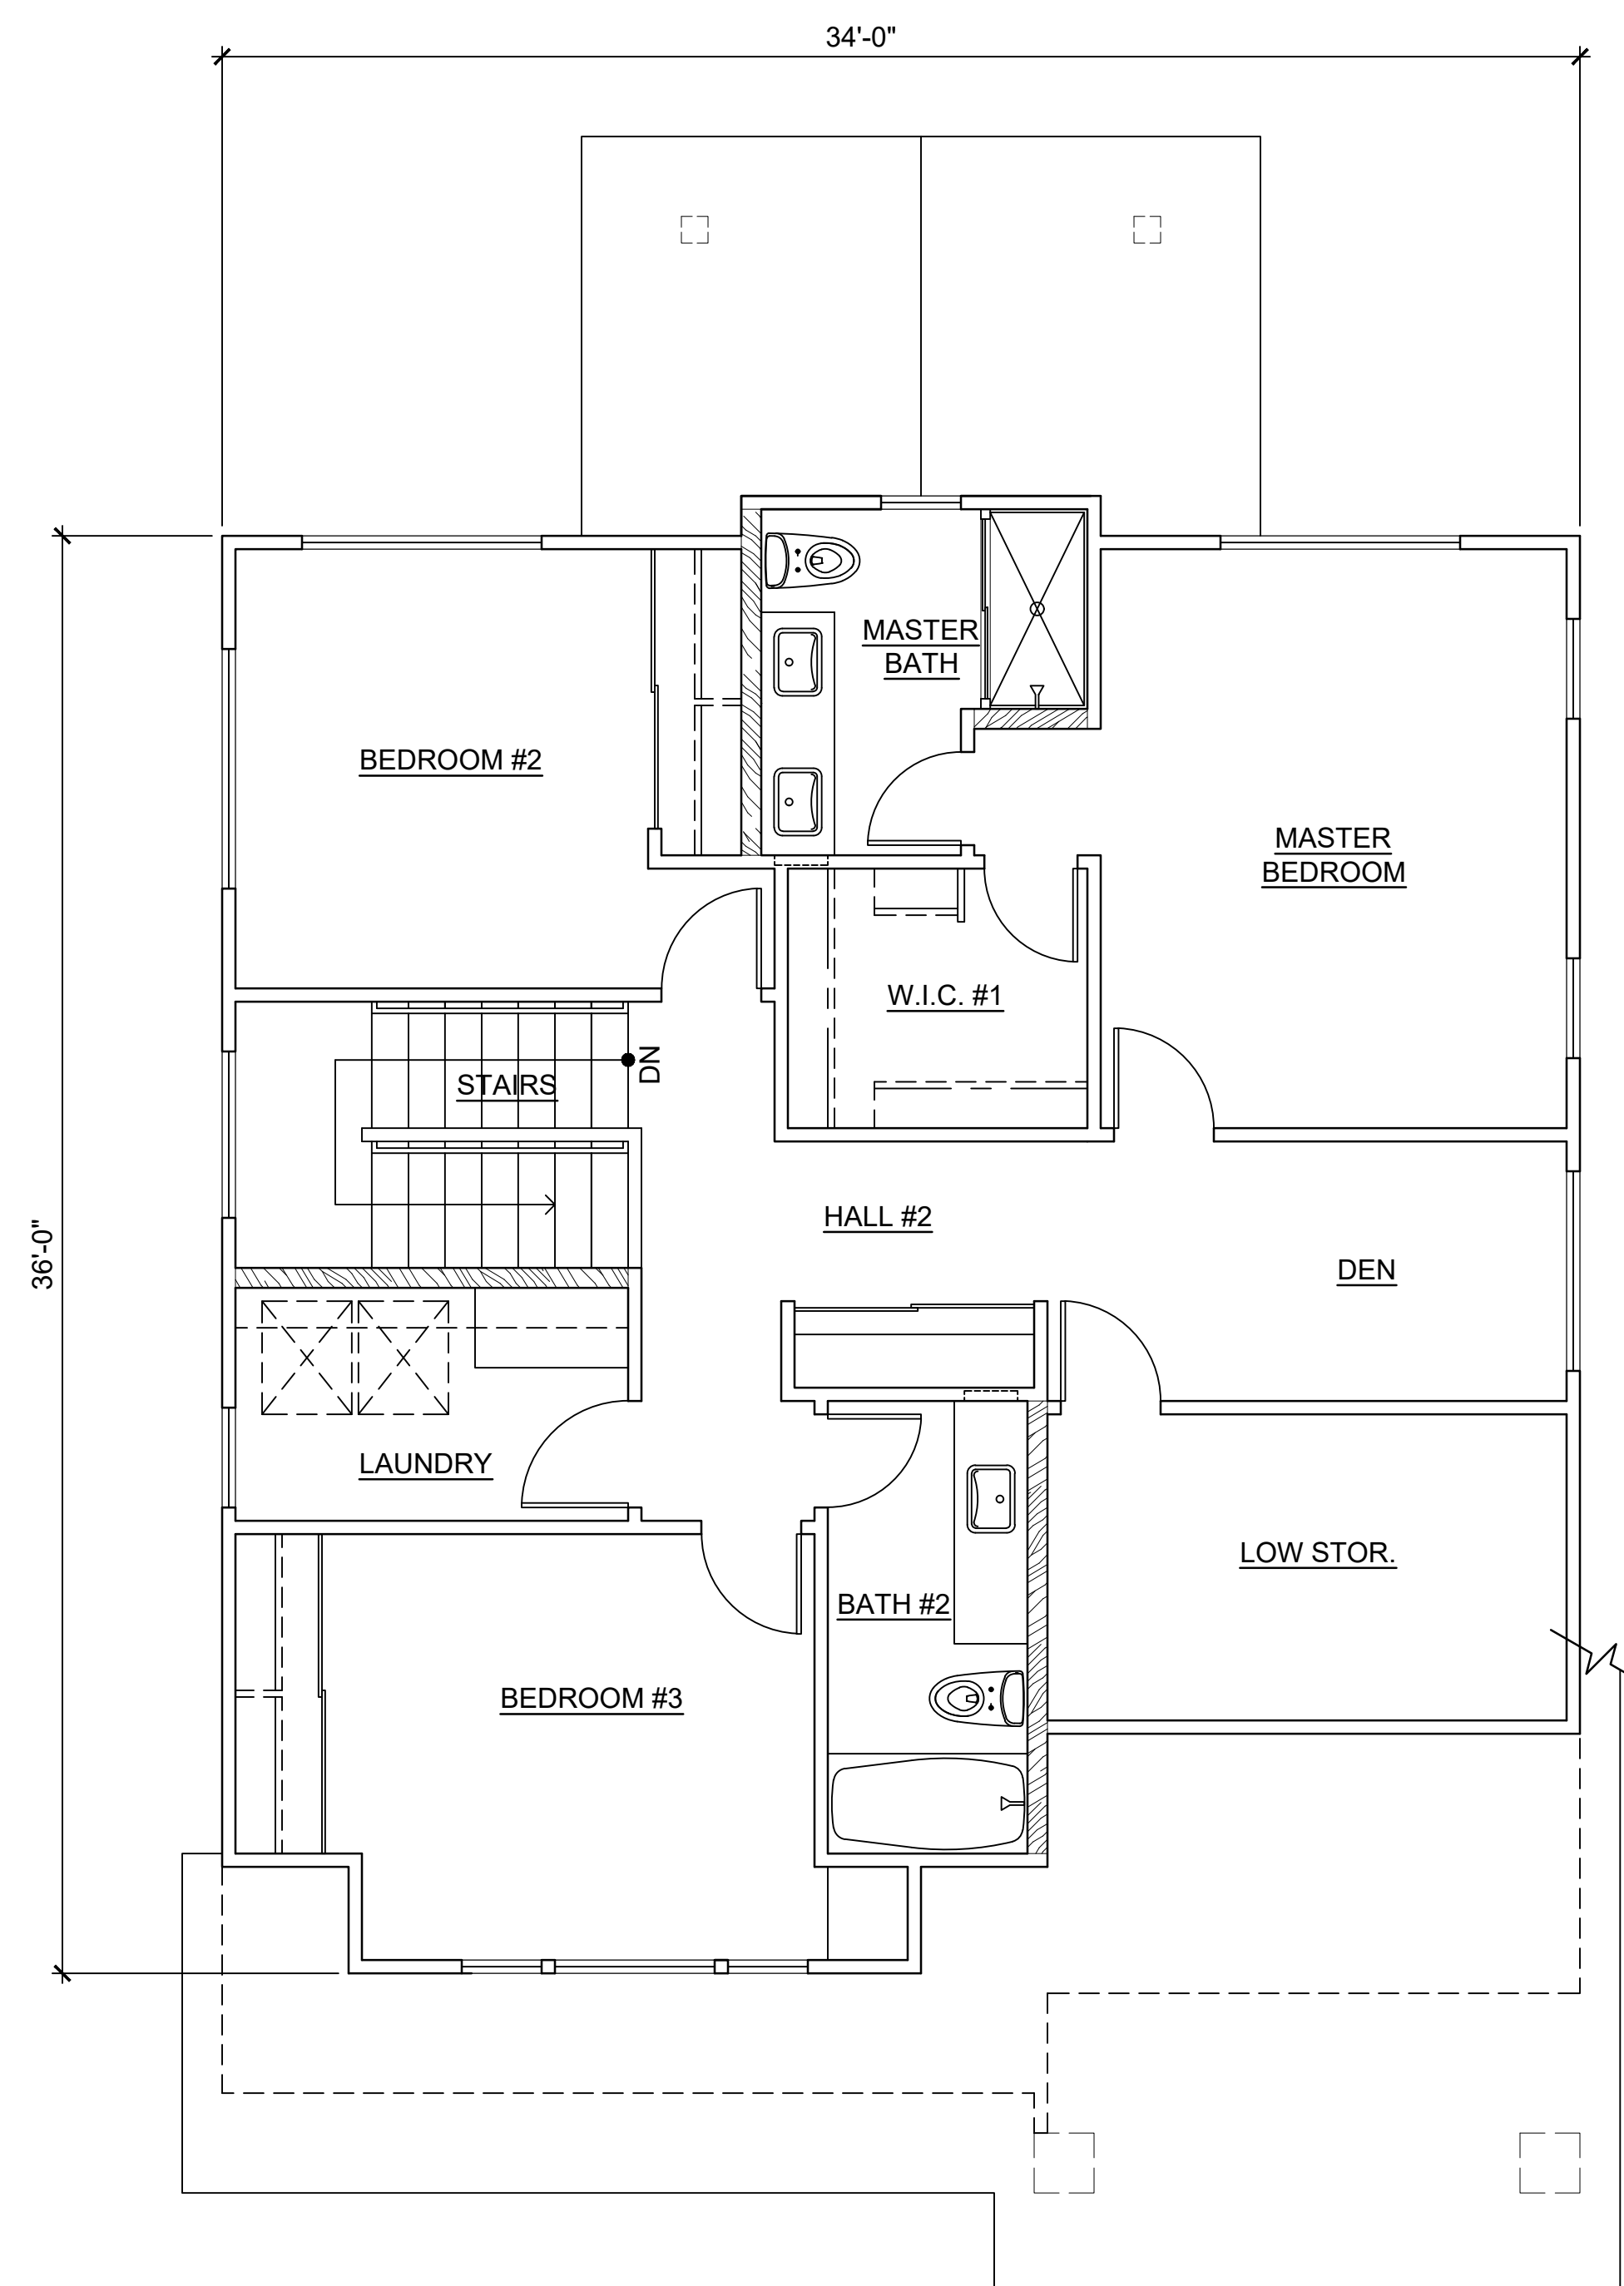 34'-0"
MASTER
BATH
BEDROOM #2
MASTER
BEDROOM
W.I.C. #1
DN
STAIRS
HALL #2
36'-0"
DEN
LAUNDRY
LOW STOR.
BATH #2
BEDROOM #3